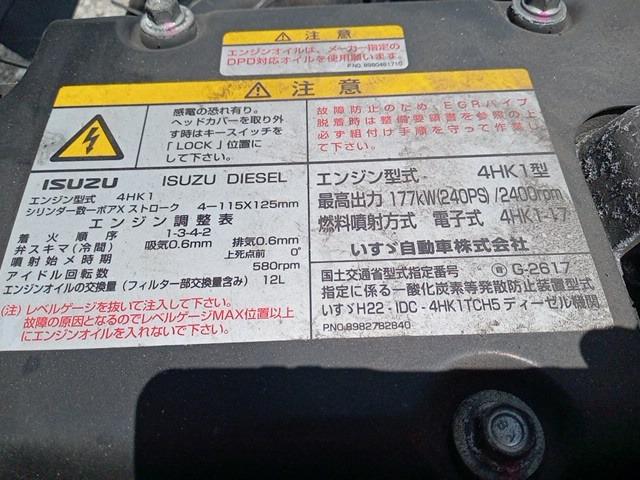 注意
エンジンオイルは、メーカー指定の
DPD対応オイルを使用願います。
P.NO. 8980491710
注意
感電の恐れ有り。
ヘッドカバーを取り外
す時はキースイッチを
「LOCK」位置に
して下さい。
故障防止のため、EGRパイプ
脱着時は整備要領書を参照の上
必ず組付け手順を守って作業し
て下さい。
ISUZU ISUZU DIESEL
エンジン型式 4HK1
シリンダー数ーボアXストローク 4-115X125mm
エンジン調整表
着火順序 1-3-4-2
弁スキマ(冷間) 吸気0.6mm 排気0.6mm
噴射始メ時期 上死点前 0°
アイドル回転数 580rpm
エンジンオイルの交換量(フィルター部交換量含み) 12L
(注)レベルゲージを抜いて注入して下さい。
故障の原因となるのでレベルゲージMAX位置以上
にエンジンオイルを入れないで下さい。
エンジン型式 4HK1型
最高出力 177kW(240PS)/2400rpm
燃料噴射方式 電子式 4HK1-17
いすゞ自動車株式会社
国土交通省型式指定番号 G-2617
指定に係る一酸化炭素等発散防止装置型式
いすゞH22-IDC-4HK1TCH5ディーゼル機関
P.NO.8982782840